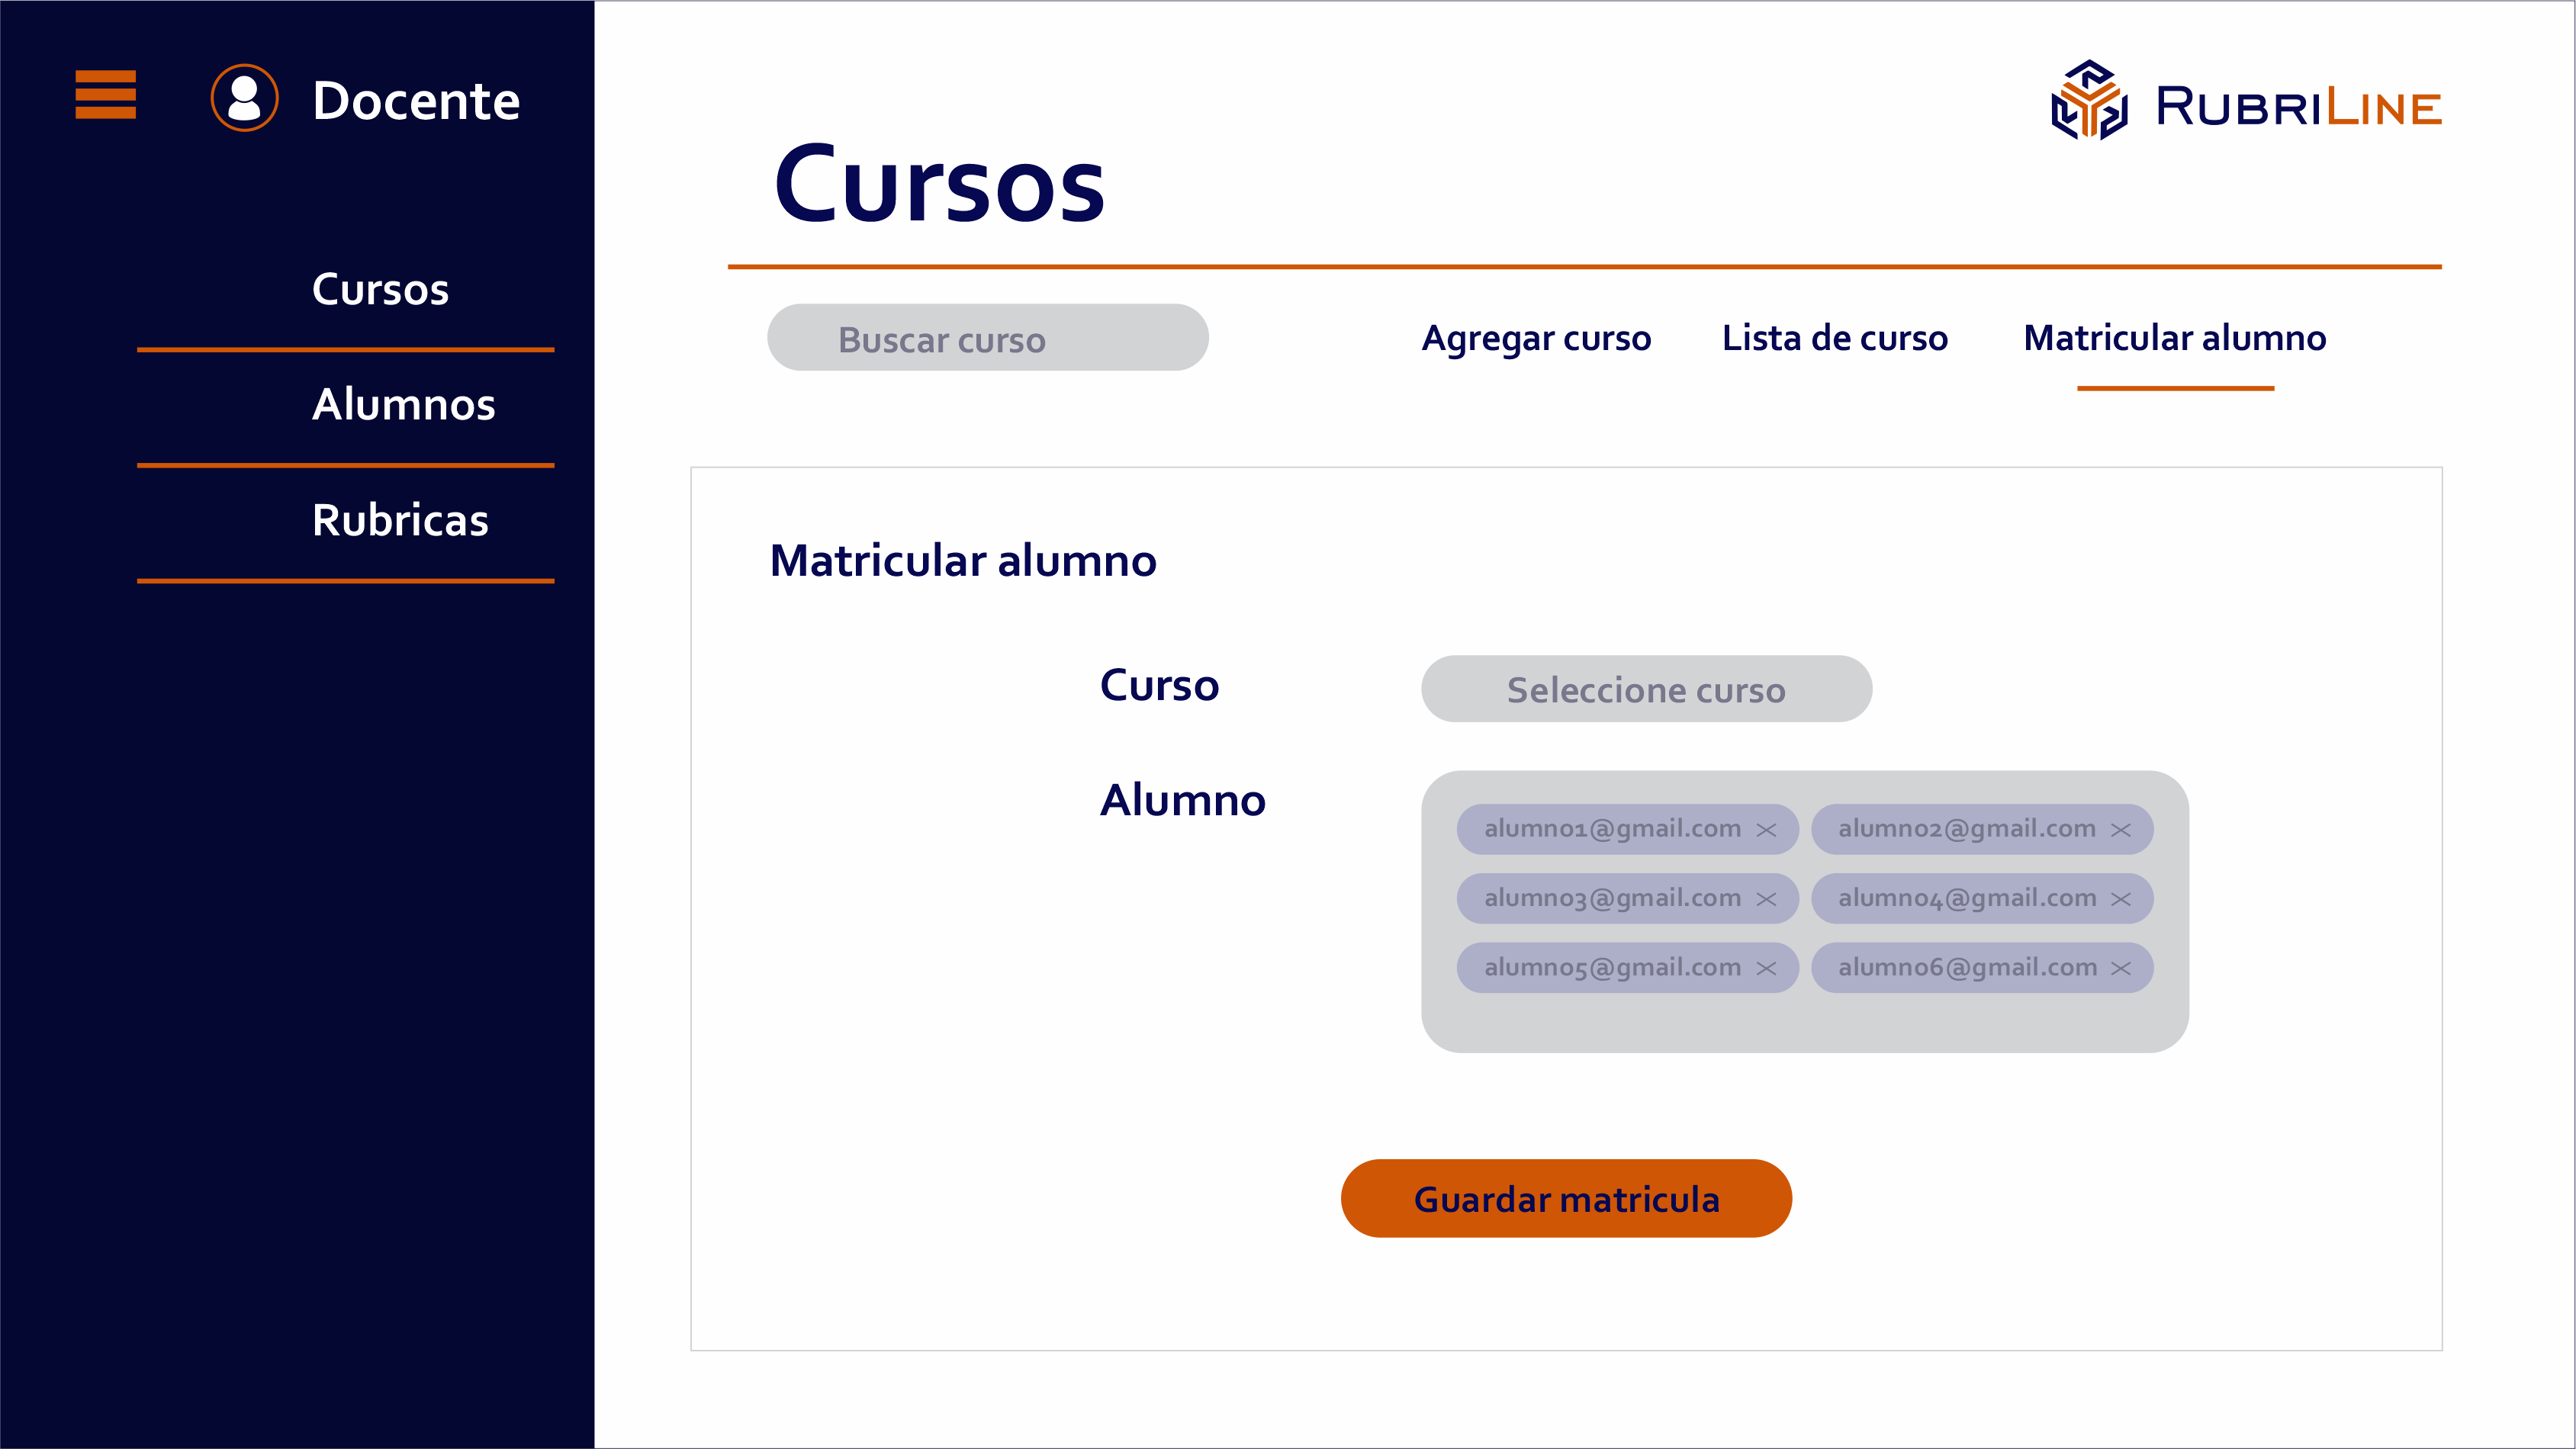 Docente
Cursos
Alumnos
Rubricas
RUBRILINE
Cursos
Buscar curso
Agregar curso
Lista de curso
Matricular alumno
Matricular alumno
Curso
Seleccione curso
Alumno
alumno1@gmail.com
alumno2@gmail.com
alumno3@gmail.com
alumno4@gmail.com
alumno5@gmail.com
alumno6@gmail.com
Guardar matricula